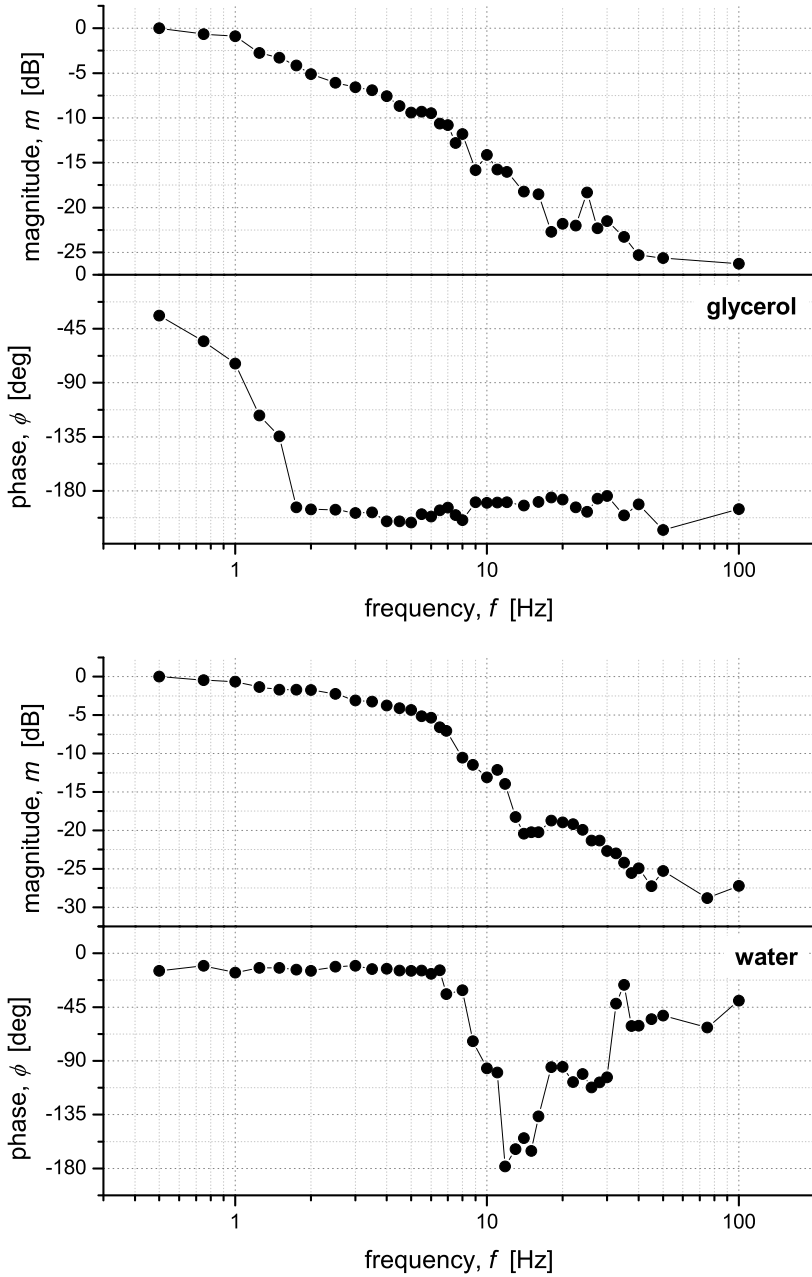 0
-5
-10
-15
-20
-25
magnitude, m [dB]
0
-45
-90
-135
-180
phase, ϕ [deg]
glycerol
1 10 100
frequency, f [Hz]
0
-5
-10
-15
-20
-25
-30
magnitude, m [dB]
0
-45
-90
-135
-180
phase, ϕ [deg]
water
1 10 100
frequency, f [Hz]